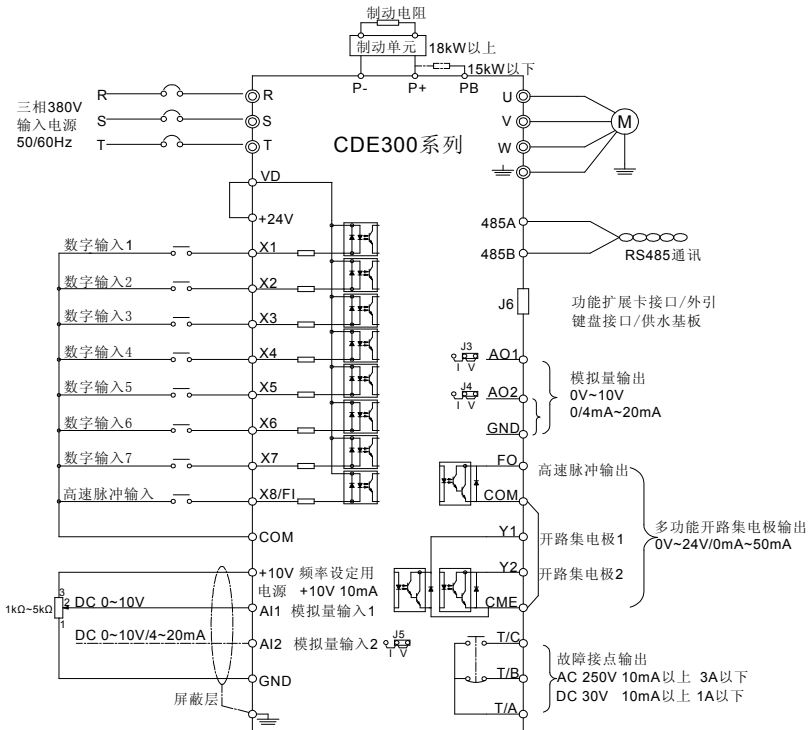 制动电阻
制动单元
18kW以上
15kW以下
P-
P+
PB
三相380V
输入电源
50/60Hz
R
R
S
S
T
T
CDE300系列
U
V
W
M
VD
+24V
数字输入1
X1
数字输入2
X2
数字输入3
X3
数字输入4
X4
数字输入5
X5
数字输入6
X6
数字输入7
X7
高速脉冲输入
X8/FI
COM
485A
485B
RS485通讯
J6
功能扩展卡接口/外引
键盘接口/供水基板
J3
I V
AO1
J4
I V
AO2
GND
模拟量输出
0V~10V
0/4mA~20mA
FO
高速脉冲输出
COM
Y1
开路集电极1
Y2
开路集电极2
CME
多功能开路集电极输出
0V~24V/0mA~50mA
+10V 频率设定用
电源 +10V 10mA
3
2
1
1kΩ~5kΩ
DC 0~10V
AI1 模拟量输入1
DC 0~10V/4~20mA
AI2 模拟量输入2
J5
I V
GND
屏蔽层
T/C
T/B
T/A
故障接点输出
AC 250V 10mA以上 3A以下
DC 30V 10mA以上 1A以下